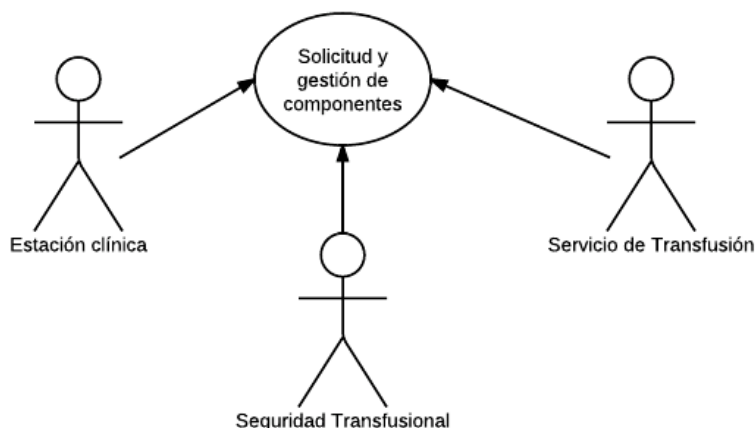 Solicitud y
gestión de
componentes
Estación clínica
Servicio de Transfusión
Seguridad Transfusional